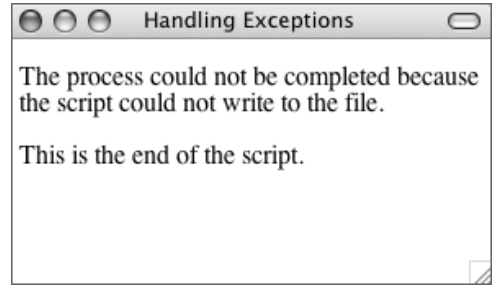 Handling Exceptions
The process could not be completed because
the script could not write to the file.
This is the end of the script.